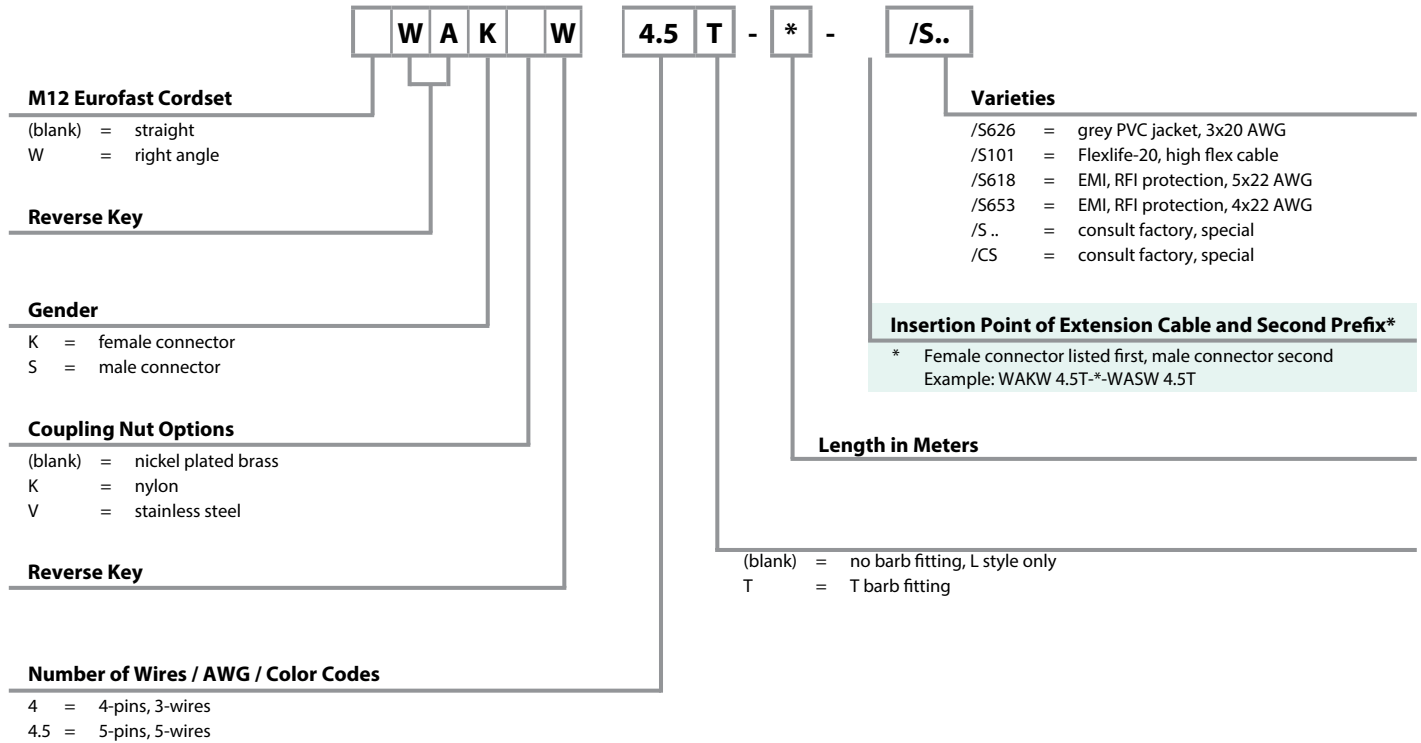 W A K W 4.5 T - * - /S..
M12 Eurofast Cordset
(blank) = straight
W = right angle
Reverse Key
Gender
K = female connector
S = male connector
Coupling Nut Options
(blank) = nickel plated brass
K = nylon
V = stainless steel
Reverse Key
Number of Wires / AWG / Color Codes
4 = 4-pins, 3-wires
4.5 = 5-pins, 5-wires
Varieties
/S626 = grey PVC jacket, 3x20 AWG
/S101 = Flexlife-20, high flex cable
/S618 = EMI, RFI protection, 5x22 AWG
/S653 = EMI, RFI protection, 4x22 AWG
/S .. = consult factory, special
/CS = consult factory, special
Insertion Point of Extension Cable and Second Prefix*
* Female connector listed first, male connector second
Example: WAKW 4.5T-*-WASW 4.5T
Length in Meters
(blank) = no barb fitting, L style only
T = T barb fitting